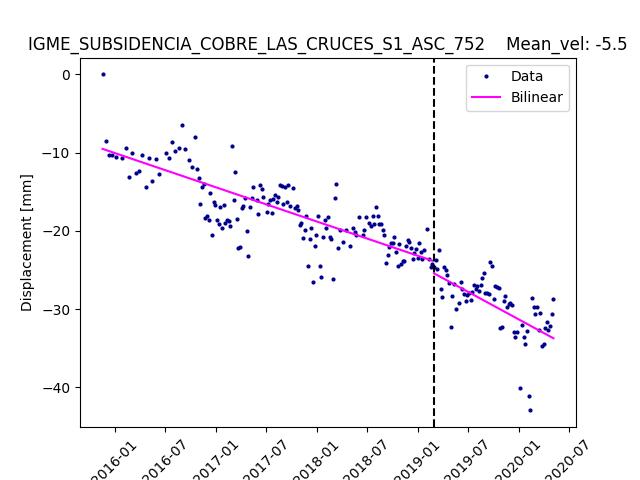 IGME_SUBSIDENCIA_COBRE_LAS_CRUCES_S1_ASC_752 Mean_vel: -5.5
Data
Bilinear
Displacement [mm]
0
−10
−20
−30
−40
2016-01 2016-07 2017-01 2017-07 2018-01 2018-07 2019-01 2019-07 2020-01 2020-07